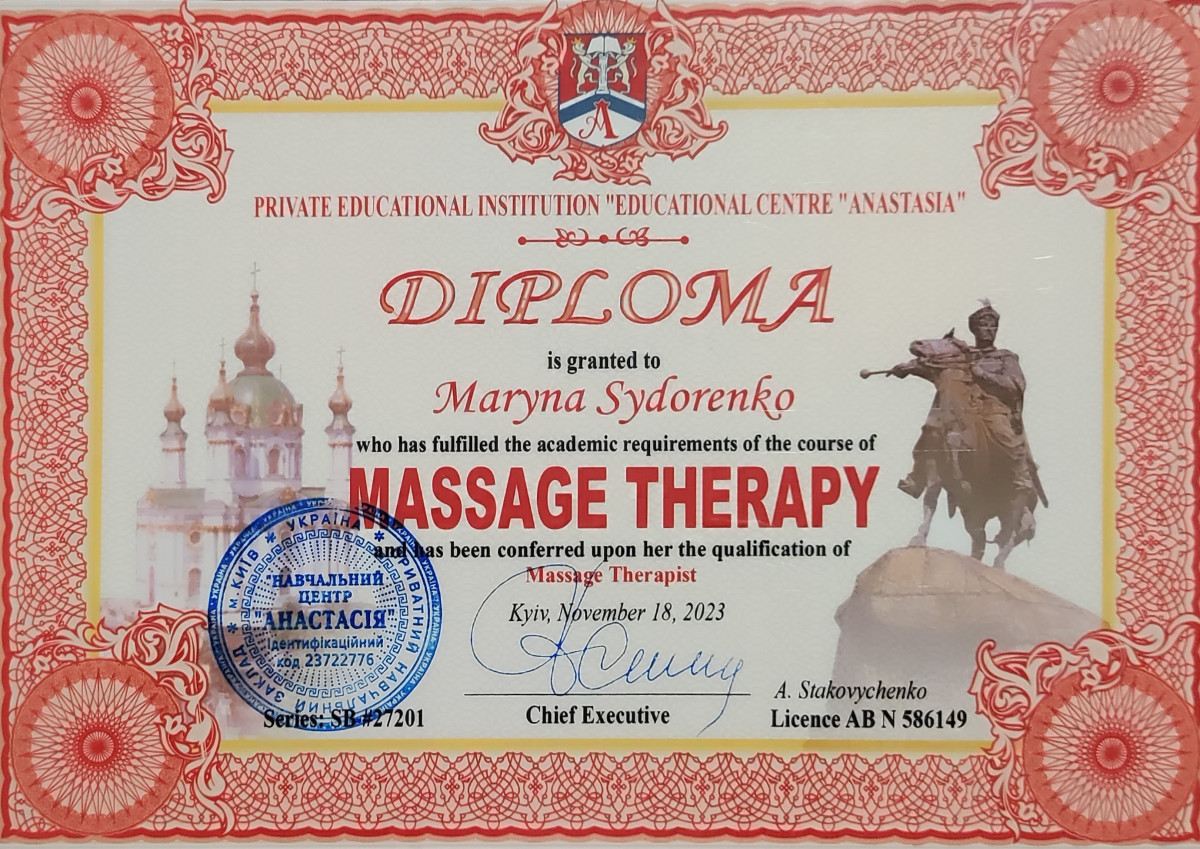 A
PRIVATE EDUCATIONAL INSTITUTION "EDUCATIONAL CENTRE "ANASTASIA"
DIPLOMA
is granted to
Maryna Sydorenko
who has fulfilled the academic requirements of the course of
MASSAGE THERAPY
and has been conferred upon her the qualification of
Massage Therapist
Kyiv, November 18, 2023
A. Stakovychenko
Series: SB #27201
Chief Executive
Licence AB N 586149
УКРАЇНА * ПРИВАТНИЙ НАВЧАЛЬНИЙ ЗАКЛАД * м. КИЇВ *
"НАВЧАЛЬНИЙ
ЦЕНТР
"АНАСТАСІЯ"
Ідентифікаційний
код 23722776